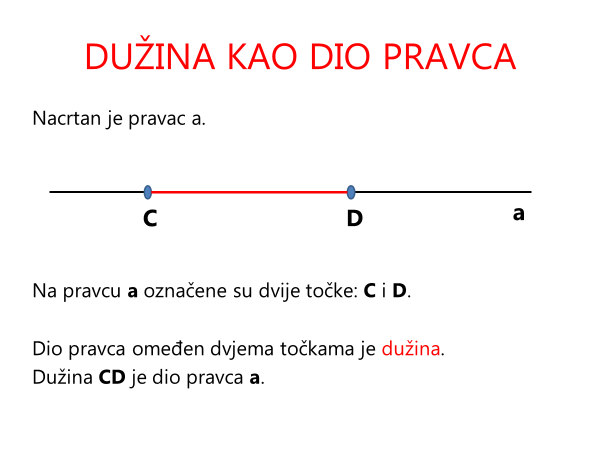 DUŽINA KAO DIO PRAVCA
Nacrtan je pravac a.
C D a
Na pravcu a označene su dvije točke: C i D.
Dio pravca omeđen dvjema točkama je dužina.
Dužina CD je dio pravca a.